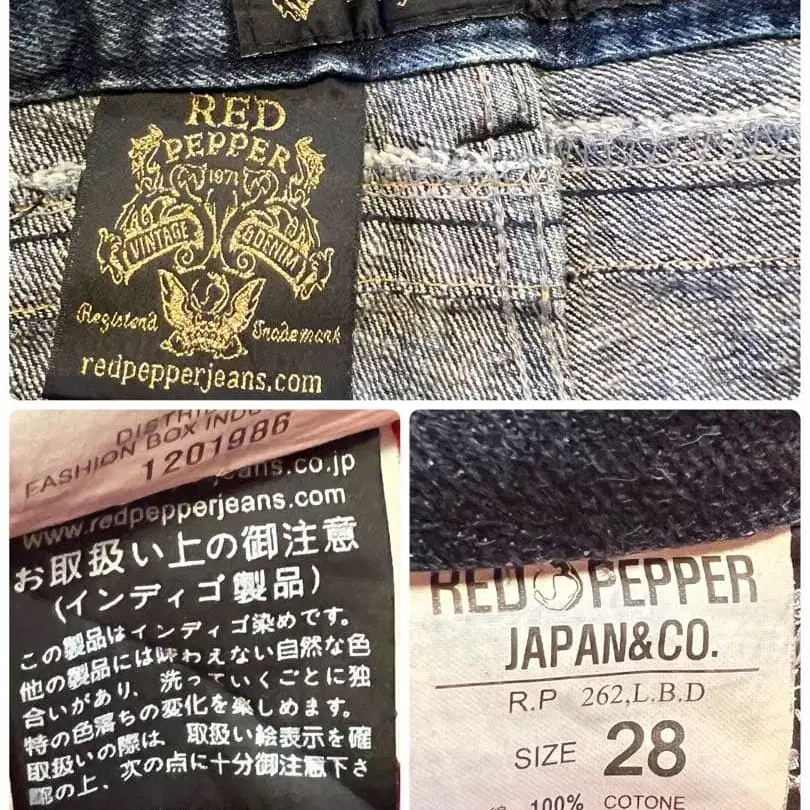 RED
PEPPER
1971
VINTAGE DENIM
Registerd Trademark
redpepperjeans.com
FASHION BOX INDU
1201986
jeans.co.jp
www.redpepperjeans.com
お取扱い上の御注意
(インディゴ製品)
この製品はインディゴ染めです。
他の製品には味わえない自然な色
合いがあり、洗っていくごとに独
特の色落ちの変化を楽しめます。
取扱いの際は、取扱い絵表示を確
認の上、次の点に十分御注意下さ
RED PEPPER
JAPAN&CO.
R.P 262,L.B.D
SIZE 28
100% COTONE